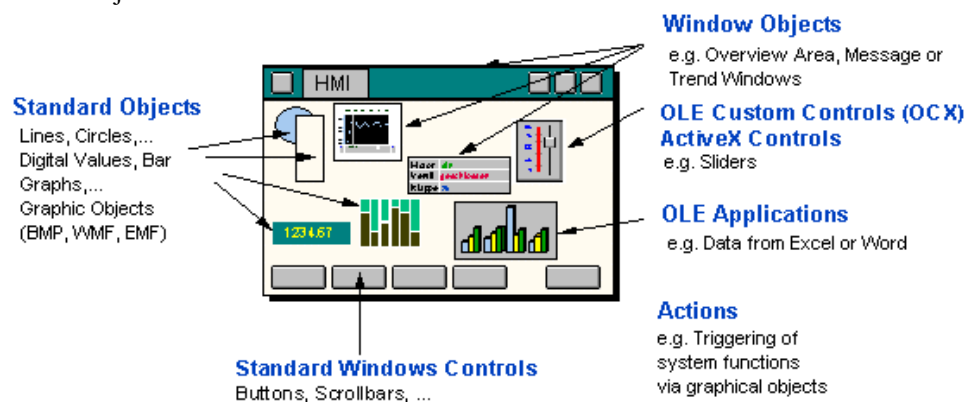 Window Objects
e.g. Overview Area, Message or
Trend Windows
HMI
Standard Objects
Lines, Circles,...
Digital Values, Bar
Graphs,...
Graphic Objects
(BMP, WMF, EMF)
OLE Custom Controls (OCX)
ActiveX Controls
e.g. Sliders
1234.67
OLE Applications
e.g. Data from Excel or Word
Actions
e.g. Triggering of
system functions
via graphical objects
Standard Windows Controls
Buttons, Scrollbars, ...